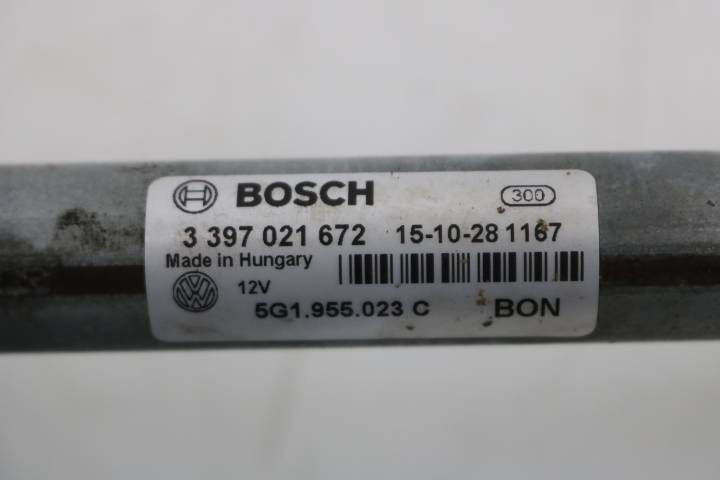 BOSCH 300
3 397 021 672 15-10-28 1167
Made in Hungary
12V
5G1.955.023 C BON